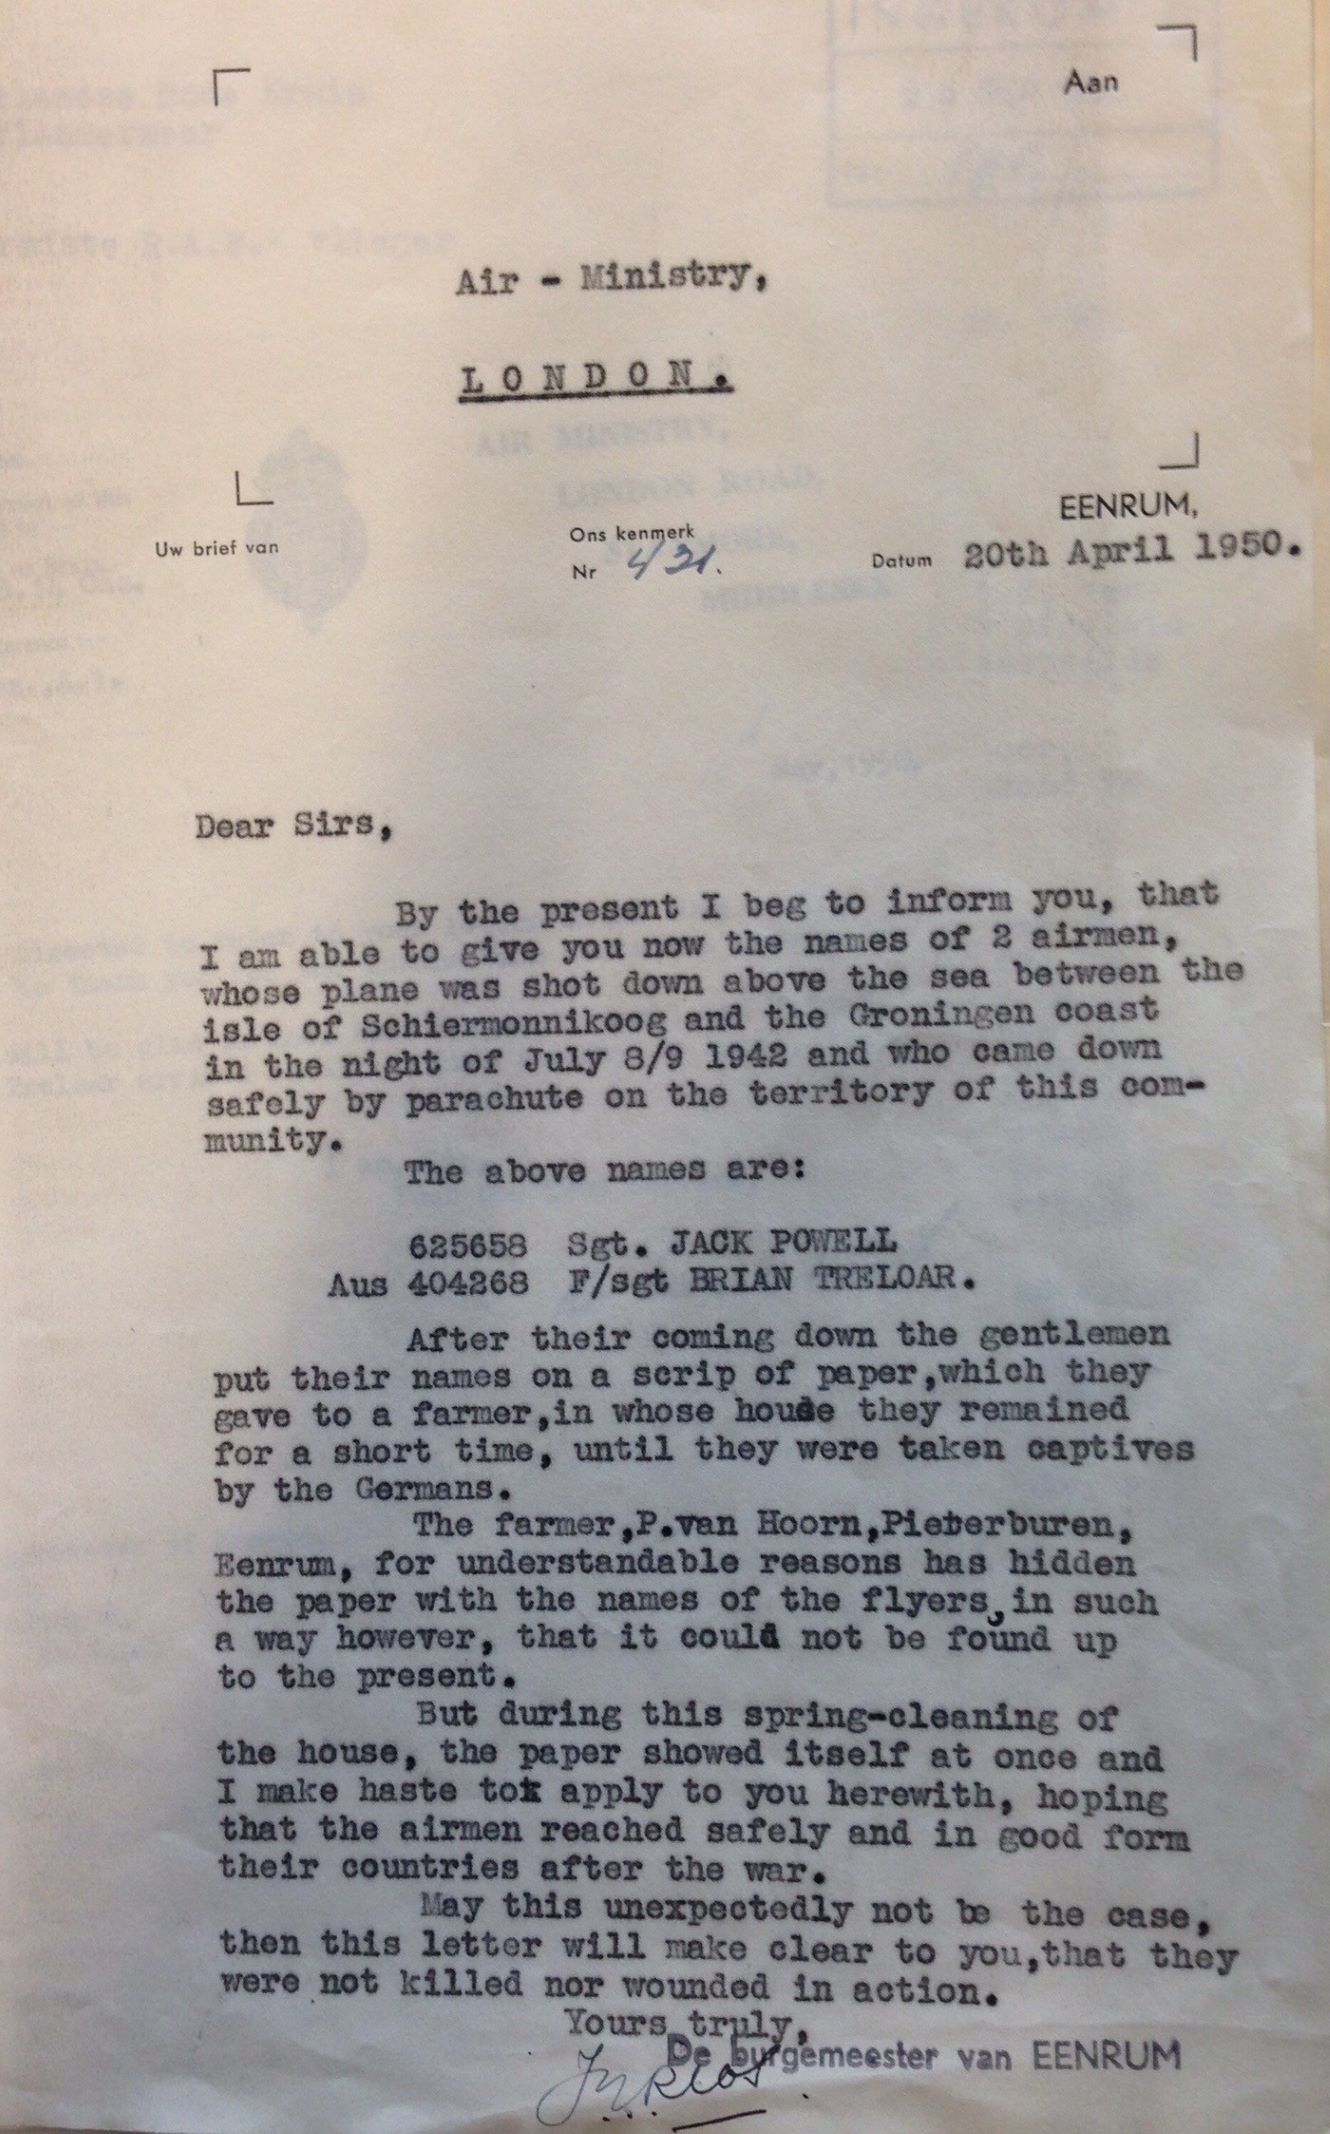 Aan
Air - Ministry,
LONDON.
EENRUM,
Uw brief van
Ons kenmerk
Nr 421.
Datum 20th April 1950.
Dear Sirs,
By the present I beg to inform you, that
I am able to give you now the names of 2 airmen,
whose plane was shot down above the sea between the
isle of Schiermonnikoog and the Groningen coast
in the night of July 8/9 1942 and who came down
safely by parachute on the territory of this com-
munity.
The above names are:
625658 Sgt. JACK POWELL
Aus 404268 F/sgt BRIAN TRELOAR.
After their coming down the gentlemen
put their names on a scrip of paper,which they
gave to a farmer,in whose house they remained
for a short time, until they were taken captives
by the Germans.
The farmer,P.van Hoorn,Pieterburen,
Eenrum, for understandable reasons has hidden
the paper with the names of the flyers,in such
a way however, that it could not be found up
to the present.
But during this spring-cleaning of
the house, the paper showed itself at once and
I make haste to apply to you herewith, hoping
that the airmen reached safely and in good form
their countries after the war.
May this unexpectedly not be the case,
then this letter will make clear to you,that they
were not killed nor wounded in action.
Yours truly,
De burgemeester van EENRUM